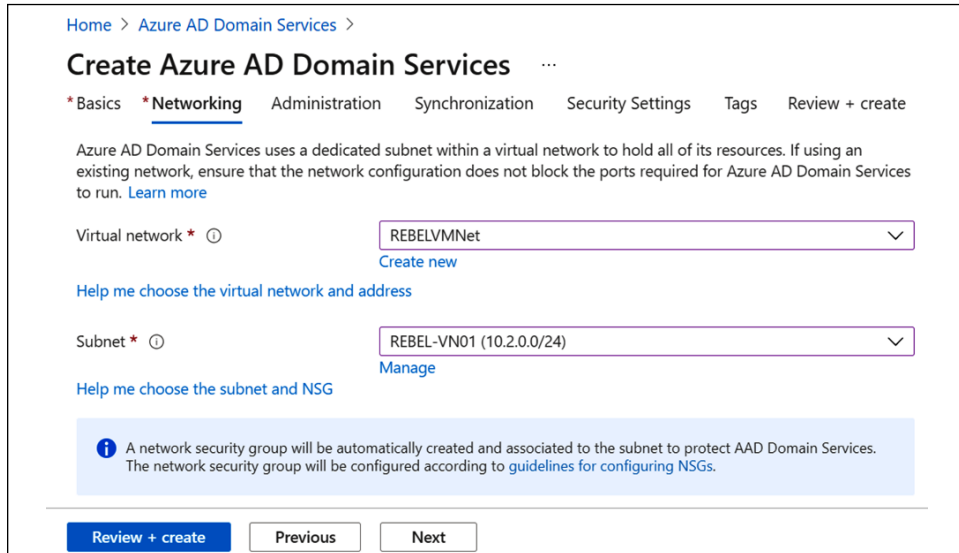 Home > Azure AD Domain Services >
Create Azure AD Domain Services ...
* Basics * Networking Administration Synchronization Security Settings Tags Review + create
Azure AD Domain Services uses a dedicated subnet within a virtual network to hold all of its resources. If using an
existing network, ensure that the network configuration does not block the ports required for Azure AD Domain Services
to run. Learn more
Virtual network * REBELVMNet
Create new
Help me choose the virtual network and address
Subnet * REBEL-VN01 (10.2.0.0/24)
Manage
Help me choose the subnet and NSG
A network security group will be automatically created and associated to the subnet to protect AAD Domain Services.
The network security group will be configured according to guidelines for configuring NSGs.
Review + create Previous Next